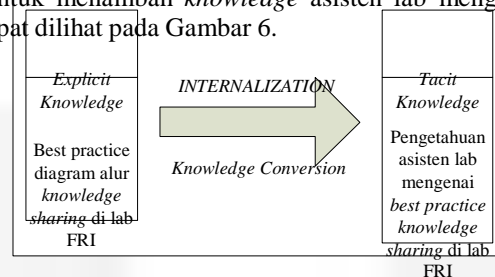 untuk menambah knowledge asisten lab meng
pat dilihat pada Gambar 6.
Explicit
Knowledge
Best practice
diagram alur
knowledge
sharing di lab
FRI
INTERNALIZATION
Knowledge Conversion
Tacit
Knowledge
Pengetahuan
asisten lab
mengenai
best practice
knowledge
sharing di lab
FRI